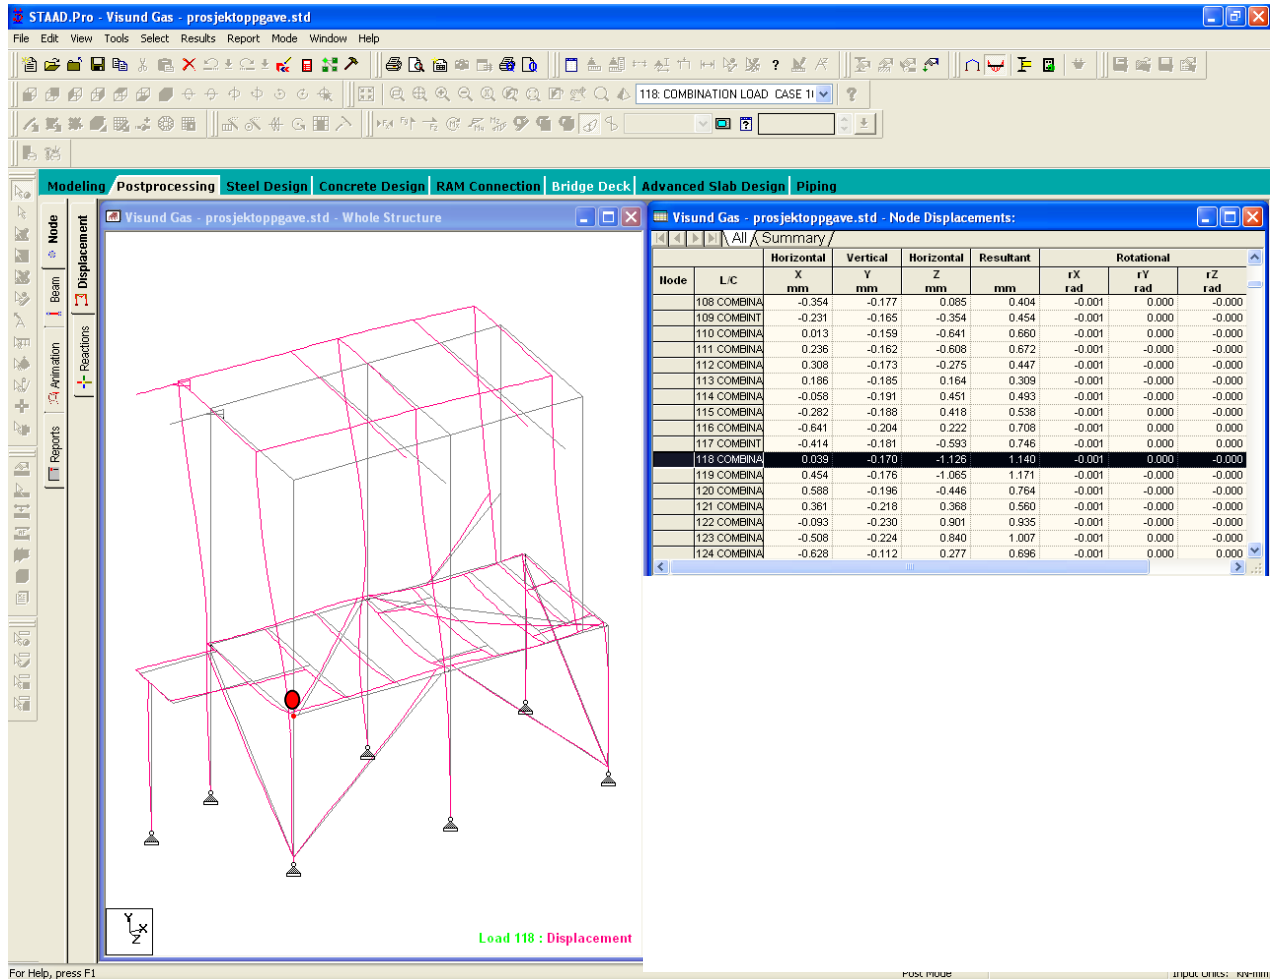 STAAD.Pro - Visund Gas - prosjektoppgave.std
File Edit View Tools Select Results Report Mode Window Help
118: COMBINATION LOAD CASE 1
Modeling Postprocessing Steel Design Concrete Design RAM Connection Bridge Deck Advanced Slab Design Piping
Node
Beam
Animation
Reports
Displacement
Reactions
Visund Gas - prosjektoppgave.std - Whole Structure
Y
X
Z
Load 118 : Displacement
Visund Gas - prosjektoppgave.std - Node Displacements:
All Summary
Horizontal Vertical Horizontal Resultant Rotational
Node L/C X mm Y mm Z mm mm rX rad rY rad rZ rad
108 COMBINA -0.354 -0.177 0.085 0.404 -0.001 0.000 -0.000
109 COMBINT -0.231 -0.165 -0.354 0.454 -0.001 0.000 -0.000
110 COMBINA 0.013 -0.159 -0.641 0.660 -0.001 -0.000 -0.000
111 COMBINA 0.236 -0.162 -0.608 0.672 -0.001 -0.000 -0.000
112 COMBINA 0.308 -0.173 -0.275 0.447 -0.001 -0.000 -0.000
113 COMBINA 0.186 -0.185 0.164 0.309 -0.001 -0.000 -0.000
114 COMBINA -0.058 -0.191 0.451 0.493 -0.001 0.000 -0.000
115 COMBINA -0.282 -0.188 0.418 0.538 -0.001 0.000 -0.000
116 COMBINA -0.641 -0.204 0.222 0.708 -0.001 0.000 -0.000
117 COMBINT -0.414 -0.181 -0.593 0.746 -0.001 0.000 -0.000
118 COMBINA 0.039 -0.170 -1.126 1.140 -0.001 0.000 -0.000
119 COMBINA 0.454 -0.176 -1.065 1.171 -0.001 -0.000 -0.000
120 COMBINA 0.588 -0.196 -0.446 0.764 -0.001 -0.000 -0.000
121 COMBINA 0.361 -0.218 0.368 0.560 -0.001 -0.000 -0.000
122 COMBINA -0.093 -0.230 0.901 0.935 -0.001 -0.000 -0.000
123 COMBINA -0.508 -0.224 0.840 1.007 -0.001 0.000 -0.000
124 COMBINA -0.628 -0.112 0.277 0.696 -0.001 0.000 0.000
For Help, press F1
Post Mode
Input Units: KN-mm